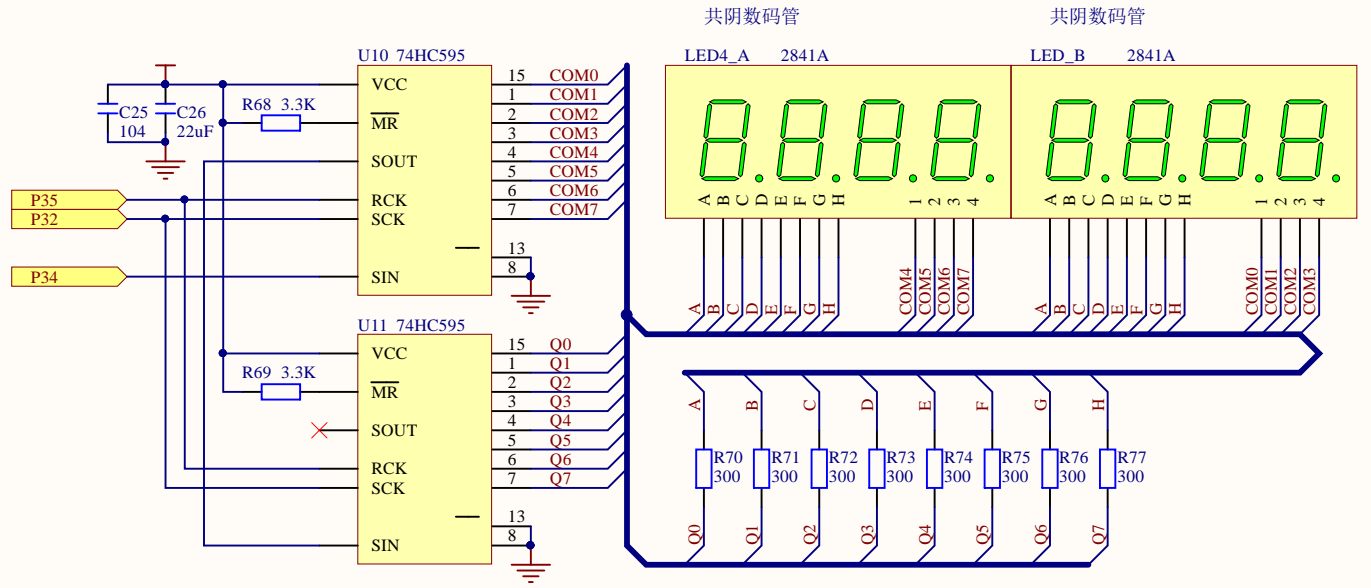 共阴数码管
共阴数码管
U10 74HC595
LED4_A 2841A
LED_B 2841A
VCC 15 COM0
1 COM1
R68 3.3K
C25
104
C26
22uF
MR 2 COM2
3 COM3
SOUT 4 COM4
5 COM5
P35 RCK 6 COM6
P32 SCK 7 COM7
A B C D E F G H 1 2 3 4
A B C D E F G H 1 2 3 4
13
P34 SIN 8
A B C D E F G H COM4 COM5 COM6 COM7
A B C D E F G H COM0 COM1 COM2 COM3
U11 74HC595
VCC 15 Q0
1 Q1
R69 3.3K
MR 2 Q2
3 Q3
SOUT 4 Q4
5 Q5
RCK 6 Q6
SCK 7 Q7
A B C D E F G H
R70 R71 R72 R73 R74 R75 R76 R77
300 300 300 300 300 300 300 300
13
SIN 8
Q0 Q1 Q2 Q3 Q4 Q5 Q6 Q7